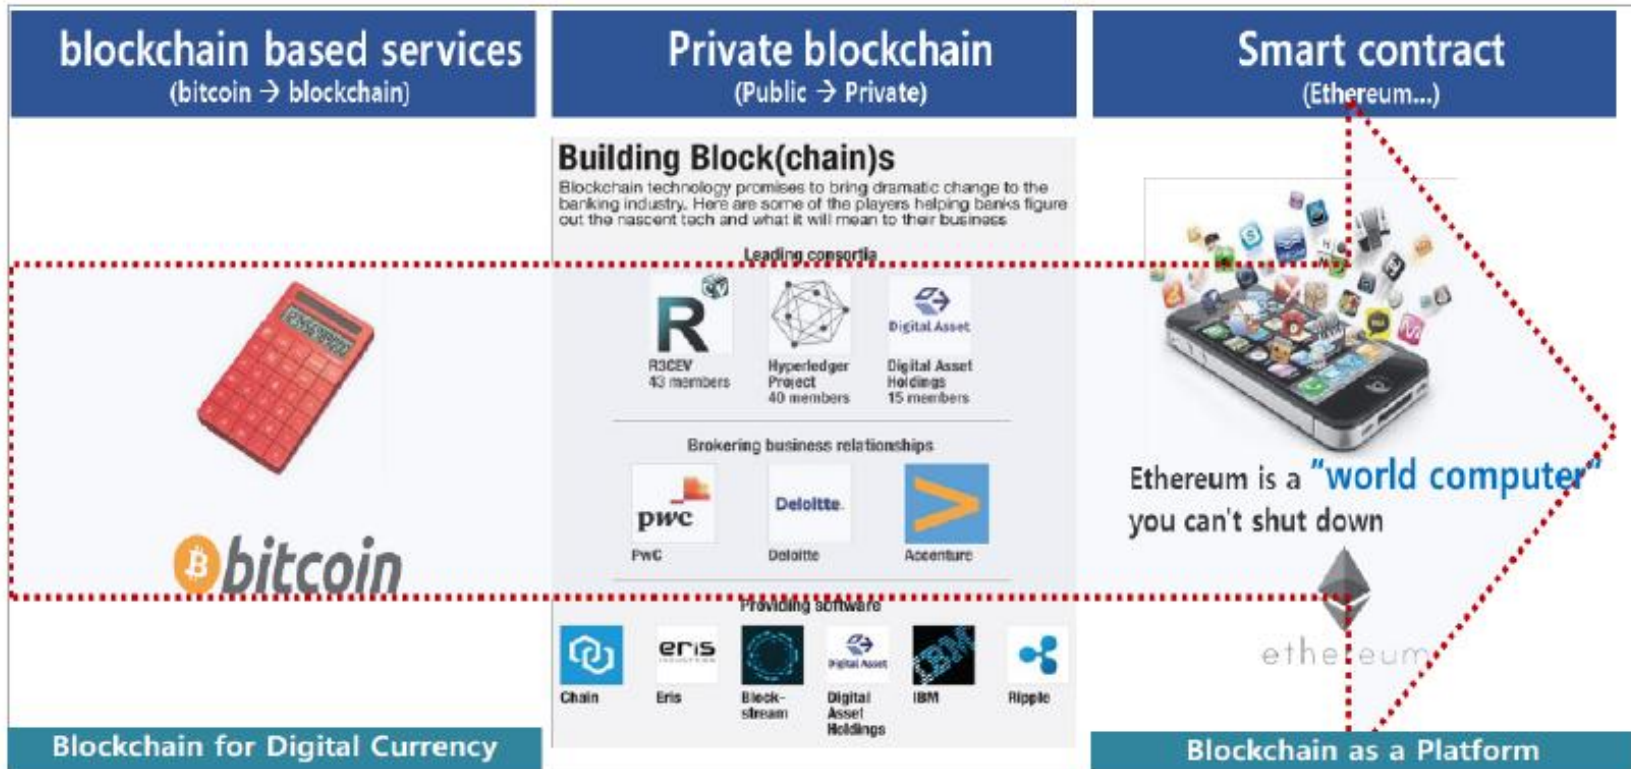 blockchain based services
(bitcoin → blockchain)
bitcoin
Blockchain for Digital Currency
Private blockchain
(Public → Private)
Building Block(chain)s
Blockchain technology promises to bring dramatic change to the
banking industry. Here are some of the players helping banks figure
out the nascent tech and what it will mean to their business
Leading consortia
R
Digital Asset
R3CEV
43 members
Hyperledger
Project
40 members
Digital Asset
Holdings
15 members
Brokering business relationships
pwc
Deloitte.
PwC
Deloitte
Accenture
Providing software
eris
Digital Asset
IBM
Chain
Eris
Block-
stream
Digital
Asset
Holdings
IBM
Ripple
Smart contract
(Ethereum...)
Ethereum is a "world computer"
you can't shut down
ethereum
Blockchain as a Platform